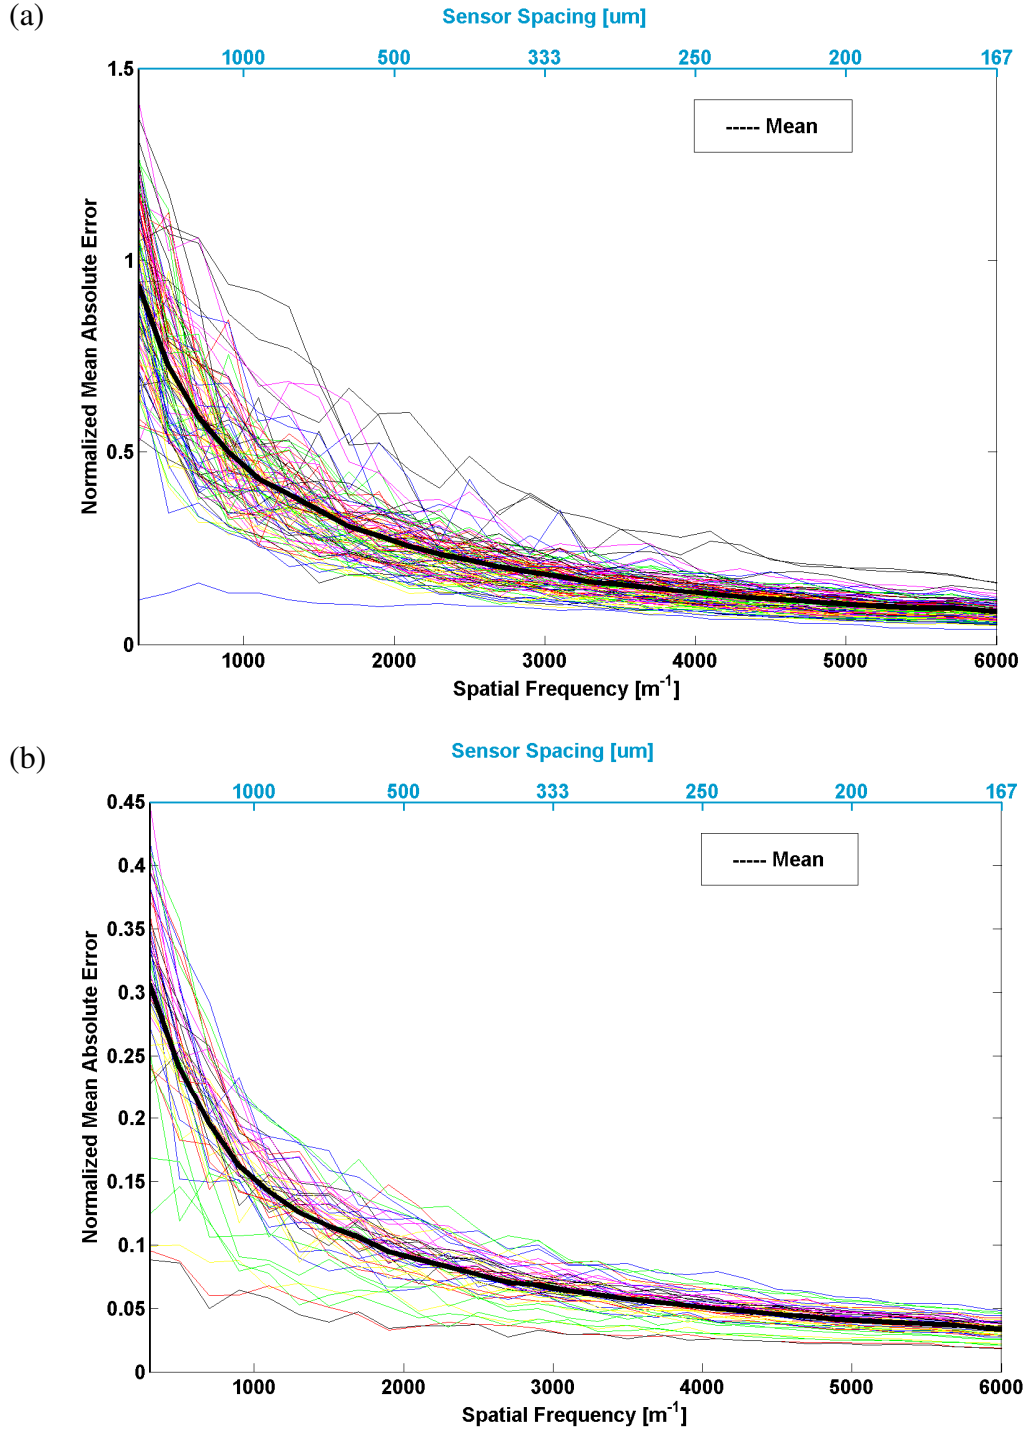 (a)
Sensor Spacing [um]
1000 500 333 250 200 167
1.5
1
0.5
0
Normalized Mean Absolute Error
----- Mean
1000 2000 3000 4000 5000 6000
Spatial Frequency [m-1]
(b)
Sensor Spacing [um]
1000 500 333 250 200 167
0.45
0.4
0.35
0.3
0.25
0.2
0.15
0.1
0.05
0
Normalized Mean Absolute Error
----- Mean
1000 2000 3000 4000 5000 6000
Spatial Frequency [m-1]